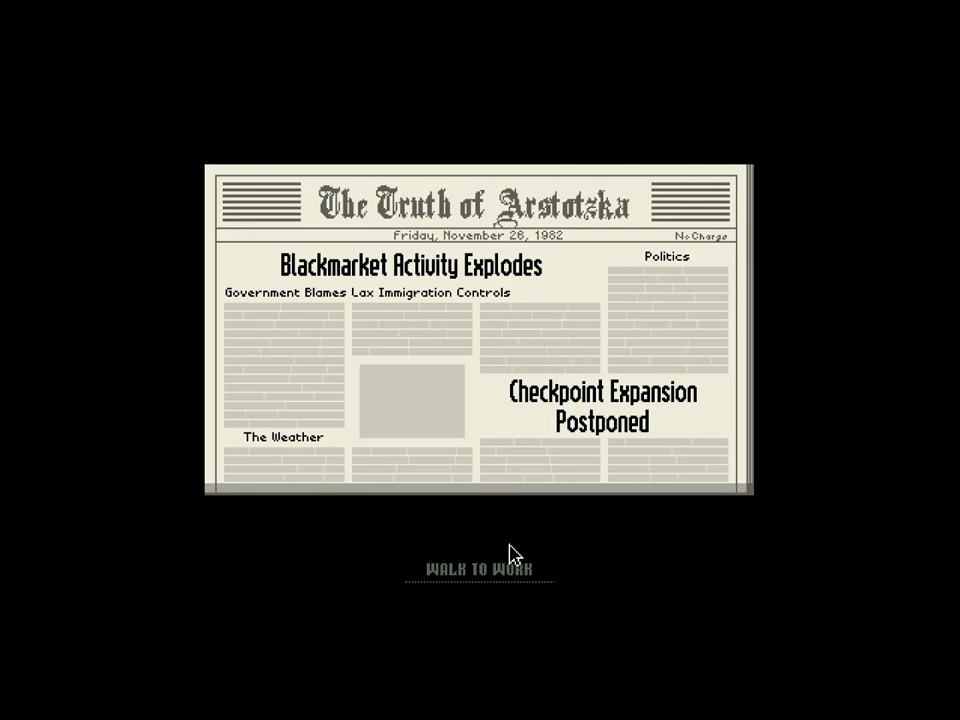 The Truth of Arstotzka
Friday, November 26, 1982
No Charge
Blackmarket Activity Explodes
Government Blames Lax Immigration Controls
Politics
Checkpoint Expansion
Postponed
The Weather
WALK TO WORK